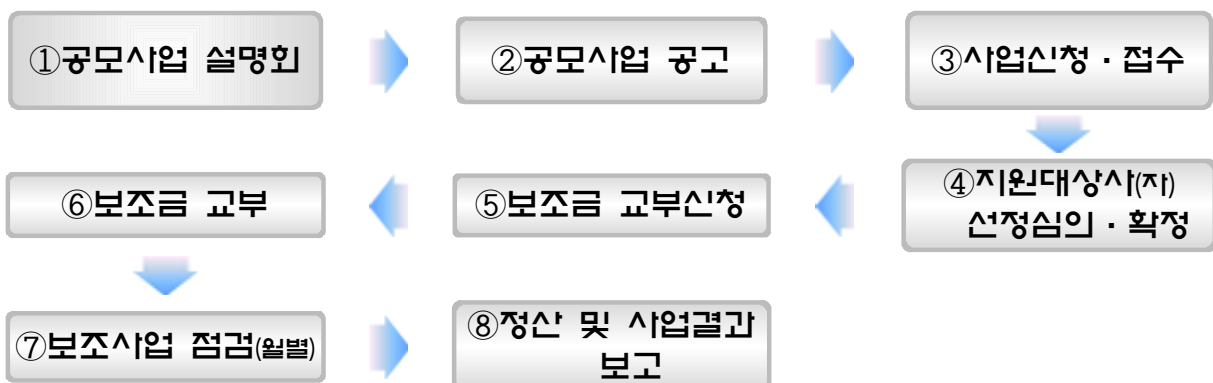 ①공모사업 설명회
②공모사업 공고
③사업신청·접수
④지원대상사(자)
선정심의·확정
⑤보조금 교부신청
⑥보조금 교부
⑦보조사업 점검(월별)
⑧정산 및 사업결과
보고